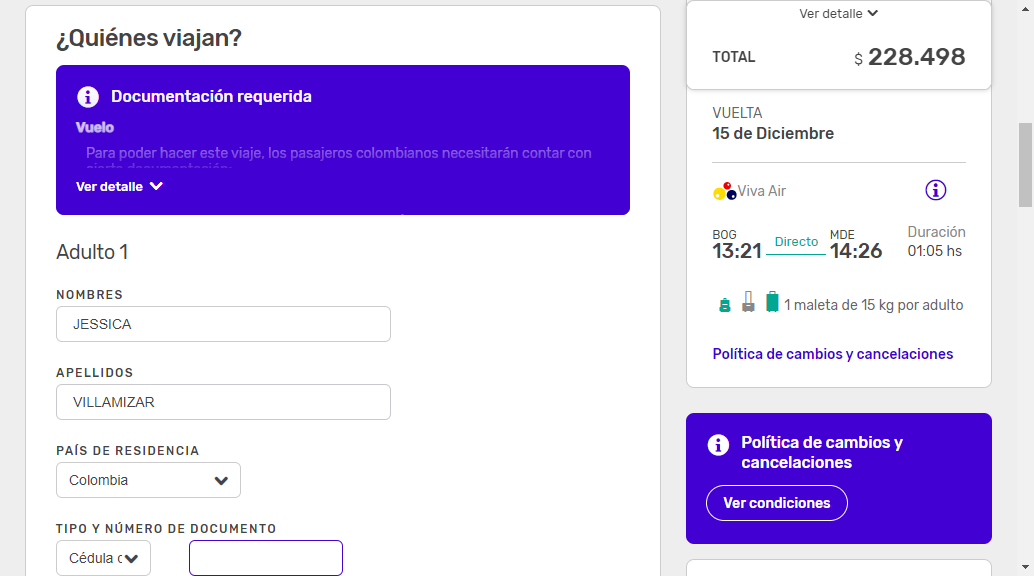 ¿Quiénes viajan?
Documentación requerida
Vuelo
Para poder hacer este viaje, los pasajeros colombianos necesitarán contar con
Ver detalle
Adulto 1
NOMBRES
JESSICA
APELLIDOS
VILLAMIZAR
PAÍS DE RESIDENCIA
Colombia
TIPO Y NÚMERO DE DOCUMENTO
Cédula
Ver detalle
TOTAL $ 228.498
VUELTA
15 de Diciembre
Viva Air
BOG MDE Duración
13:21 Directo 14:26 01:05 hs
1 maleta de 15 kg por adulto
Política de cambios y cancelaciones
Política de cambios y
cancelaciones
Ver condiciones